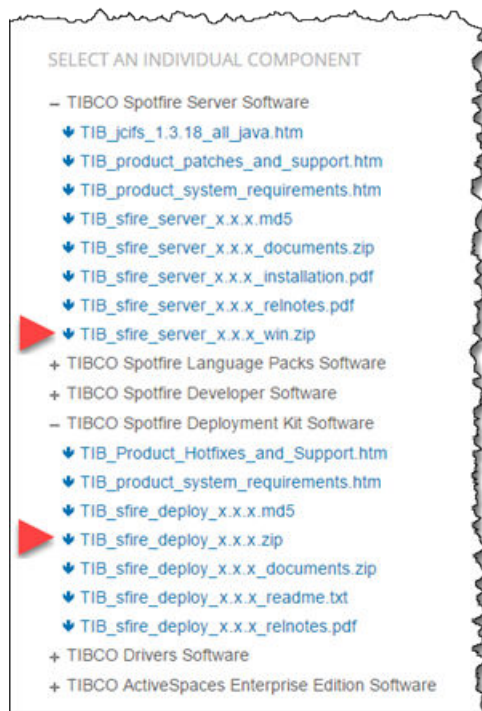 SELECT AN INDIVIDUAL COMPONENT
– TIBCO Spotfire Server Software
TIB_jcifs_1.3.18_all_java.htm
TIB_product_patches_and_support.htm
TIB_product_system_requirements.htm
TIB_sfire_server_x.x.x.md5
TIB_sfire_server_x.x.x_documents.zip
TIB_sfire_server_x.x.x_installation.pdf
TIB_sfire_server_x.x.x_relnotes.pdf
TIB_sfire_server_x.x.x_win.zip
+ TIBCO Spotfire Language Packs Software
+ TIBCO Spotfire Developer Software
– TIBCO Spotfire Deployment Kit Software
TIB_Product_Hotfixes_and_Support.htm
TIB_product_system_requirements.htm
TIB_sfire_deploy_x.x.x.md5
TIB_sfire_deploy_x.x.x.zip
TIB_sfire_deploy_x.x.x_documents.zip
TIB_sfire_deploy_x.x.x_readme.txt
TIB_sfire_deploy_x.x.x_relnotes.pdf
+ TIBCO Drivers Software
+ TIBCO ActiveSpaces Enterprise Edition Software